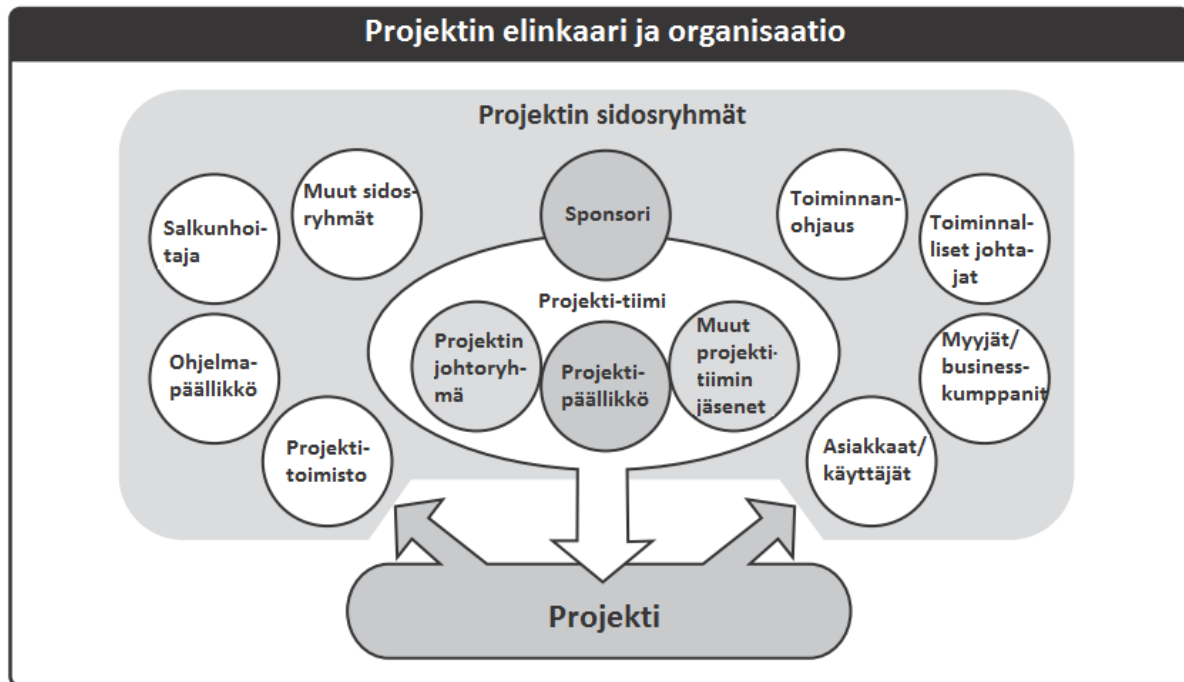 Projektin elinkaari ja organisaatio
Projektin sidosryhmät
Salkunhoi-
taja
Muut sidos-
ryhmät
Sponsori
Toiminnan-
ohjaus
Toiminnal-
liset johta-
jat
Projekti-tiimi
Ohjelma-
päällikkö
Projektin
johtoryh-
mä
Projekti-
päällikkö
Muut
projekti-
tiimin
jäsenet
Myyjät/
business-
kumppanit
Projekti-
toimisto
Asiakkaat/
käyttäjät
Projekti